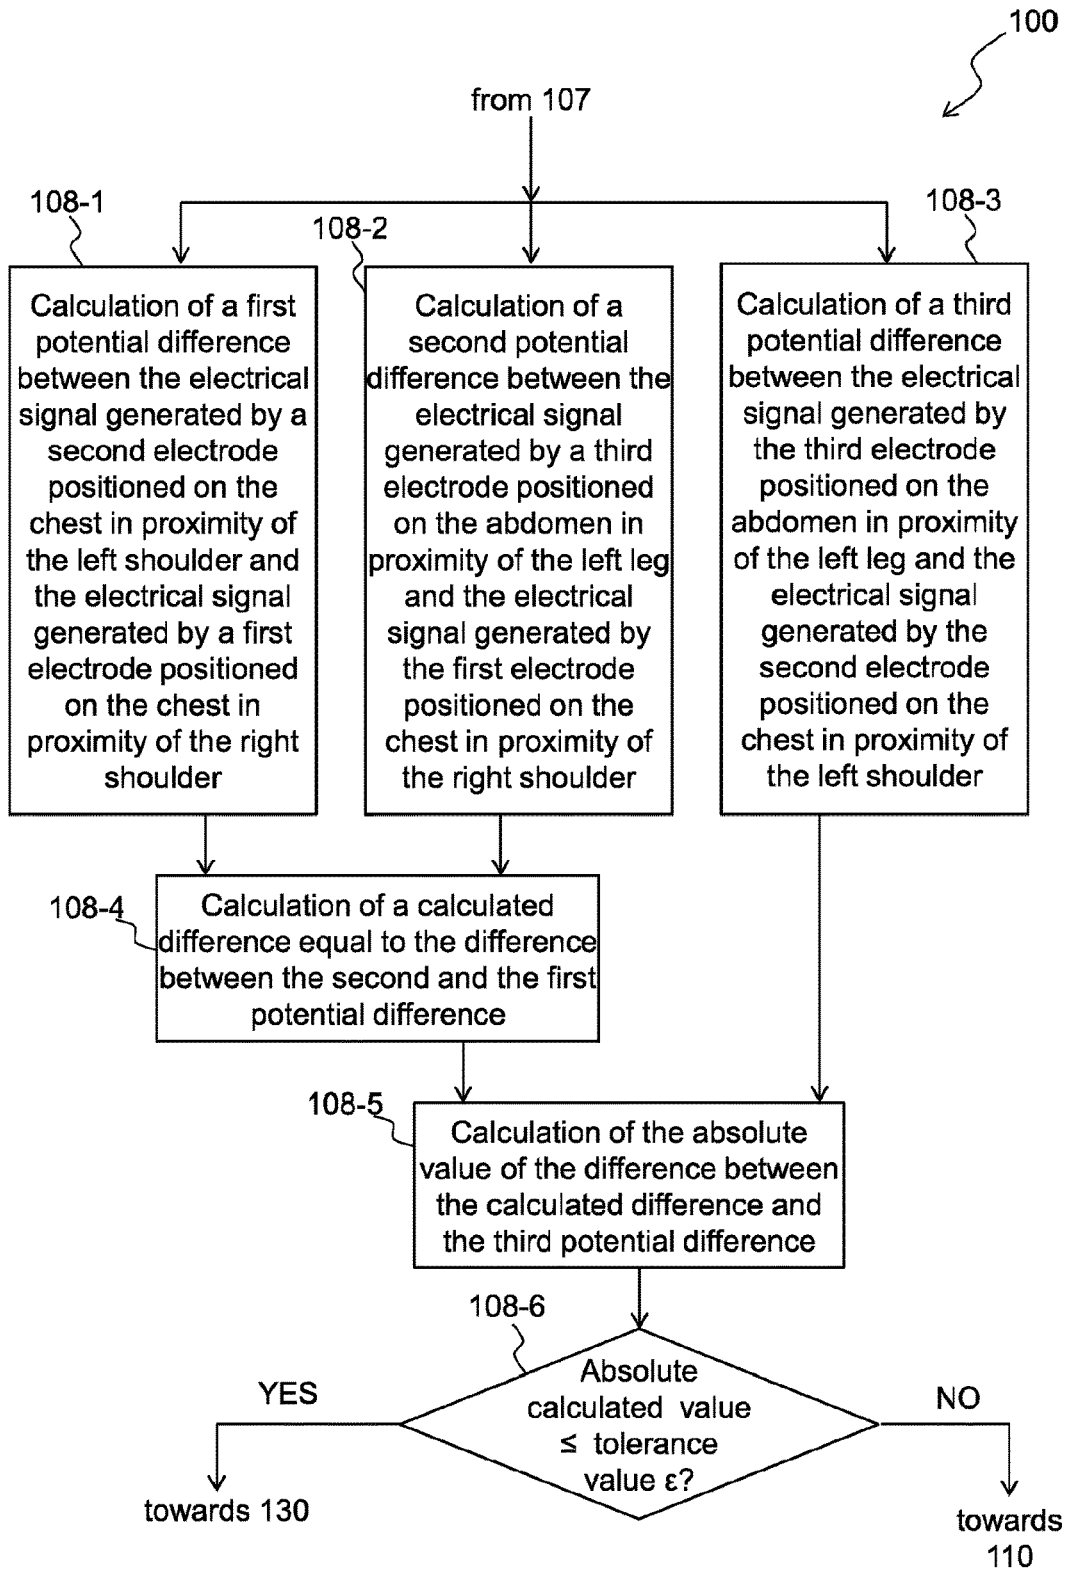 100
from 107
108-1
108-2
108-3
Calculation of a first
potential difference
between the electrical
signal generated by a
second electrode
positioned on the
chest in proximity of
the left shoulder and
the electrical signal
generated by a first
electrode positioned
on the chest in
proximity of the right
shoulder
Calculation of a
second potential
difference between the
electrical signal
generated by a third
electrode positioned
on the abdomen in
proximity of the left leg
and the electrical
signal generated by
the first electrode
positioned on the
chest in proximity of
the right shoulder
Calculation of a third
potential difference
between the electrical
signal generated by
the third electrode
positioned on the
abdomen in proximity
of the left leg and the
electrical signal
generated by the
second electrode
positioned on the
chest in proximity of
the left shoulder
108-4
Calculation of a calculated
difference equal to the difference
between the second and the first
potential difference
108-5
Calculation of the absolute
value of the difference between
the calculated difference and
the third potential difference
108-6
Absolute
calculated value
≤ tolerance
value ε?
YES
NO
towards 130
towards
110